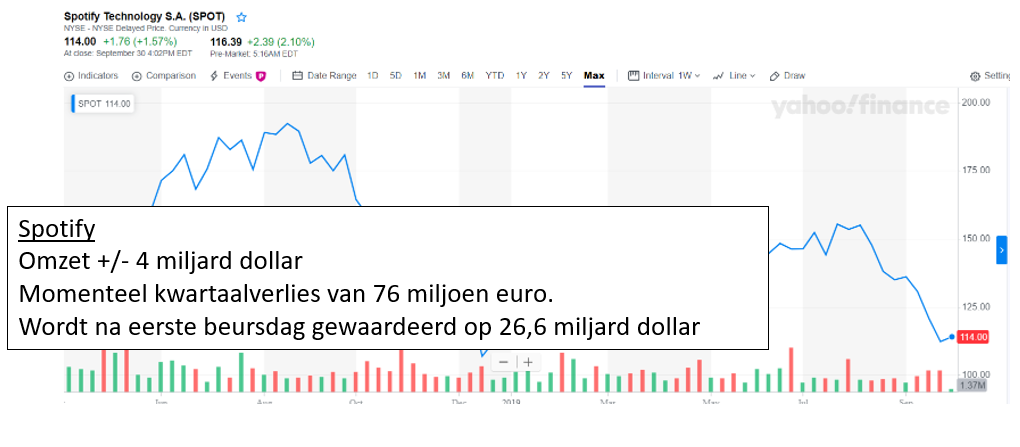 Spotify Technology S.A. (SPOT)
NYSE - NYSE Delayed Price. Currency in USD
114.00 +1.76 (+1.57%) 116.39 +2.39 (2.10%)
At close: September 30 4:02PM EDT Pre-Market: 5:16AM EDT
Indicators Comparison Events P Date Range 1D 5D 1M 3M 6M YTD 1Y 2Y 5Y Max Interval 1W Line Draw Setting
SPOT 114.00
yahoo!finance
200.00
175.00
150.00
125.00
114.00
100.00
1.37M
Spotify
Omzet +/- 4 miljard dollar
Momenteel kwartaalverlies van 76 miljoen euro.
Wordt na eerste beursdag gewaardeerd op 26,6 miljard dollar
Jun Aug Oct Dec 2019 Mar May Jul Sep